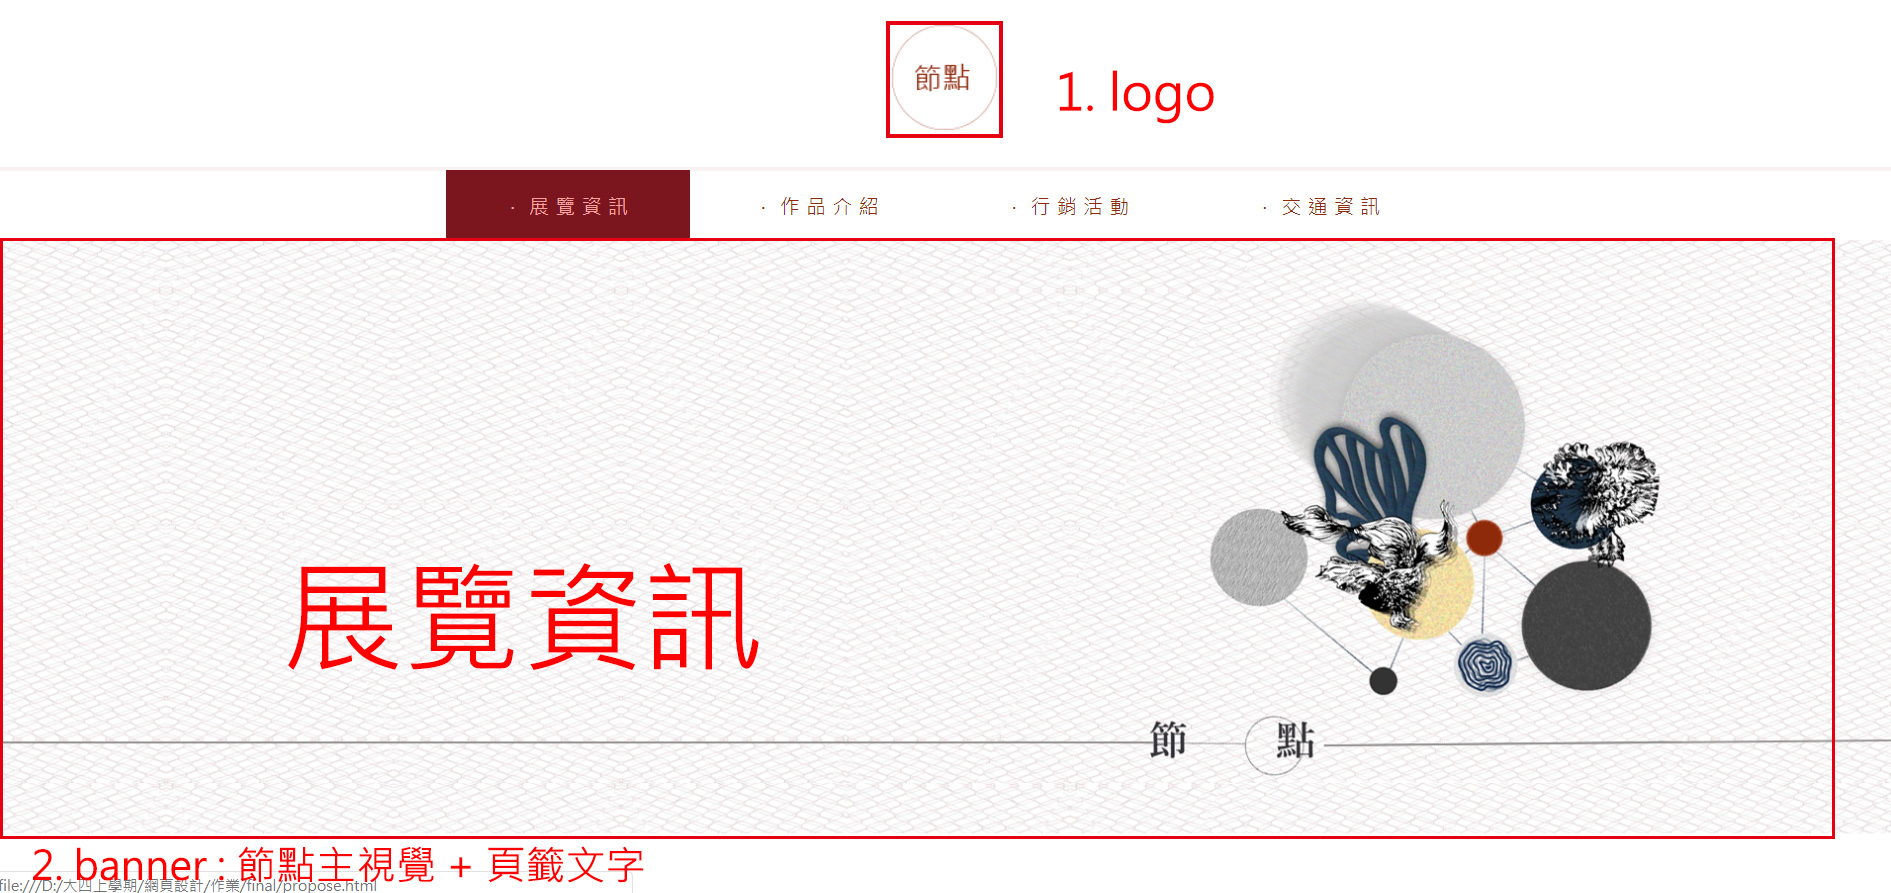 節點
1. logo
· 展覽資訊
· 作品介紹
· 行銷活動
· 交通資訊
展覽資訊
節 點
2. banner : 節點主視覺 + 頁籤文字
file:///D:/大四上學期/網頁設計/作業/final/propose.html